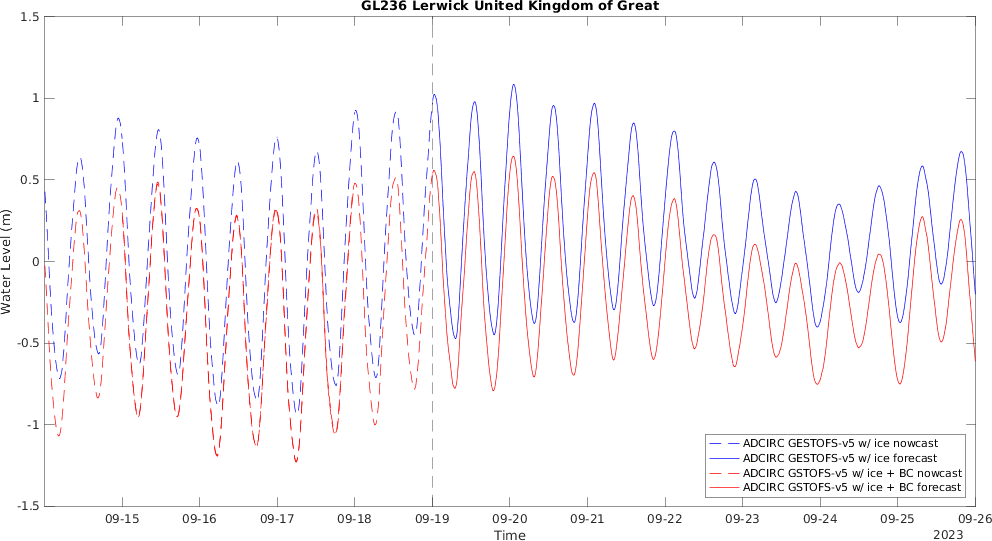 GL236 Lerwick United Kingdom of Great
1.5
1
0.5
0
-0.5
-1
-1.5
Water Level (m)
ADCIRC GESTOFS-v5 w/ ice nowcast
ADCIRC GESTOFS-v5 w/ ice forecast
ADCIRC GSTOFS-v5 w/ ice + BC nowcast
ADCIRC GSTOFS-v5 w/ ice + BC forecast
09-15 09-16 09-17 09-18 09-19 09-20 09-21 09-22 09-23 09-24 09-25 09-26
Time
2023